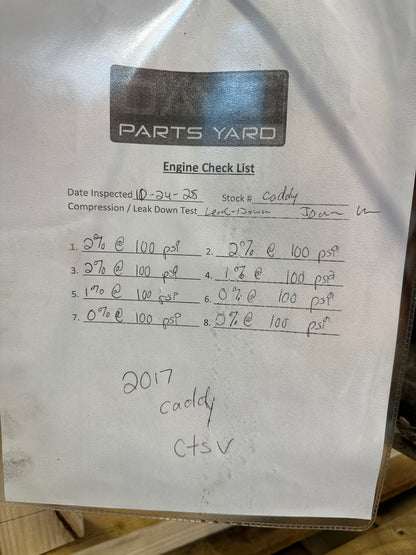 PARTS YARD
Engine Check List
Date Inspected 10-24-25 Stock # Caddy
Compression / Leak Down Test Leak-Down
1. 2% @ 100 psi 2. 2% @ 100 psi
3. 2% @ 100 psi 4. 1% @ 100 psi
5. 1% @ 100 psi 6. 0% @ 100 psi
7. 0% @ 100 psi 8. 0% @ 100 psi
2017
Caddy
ctsv